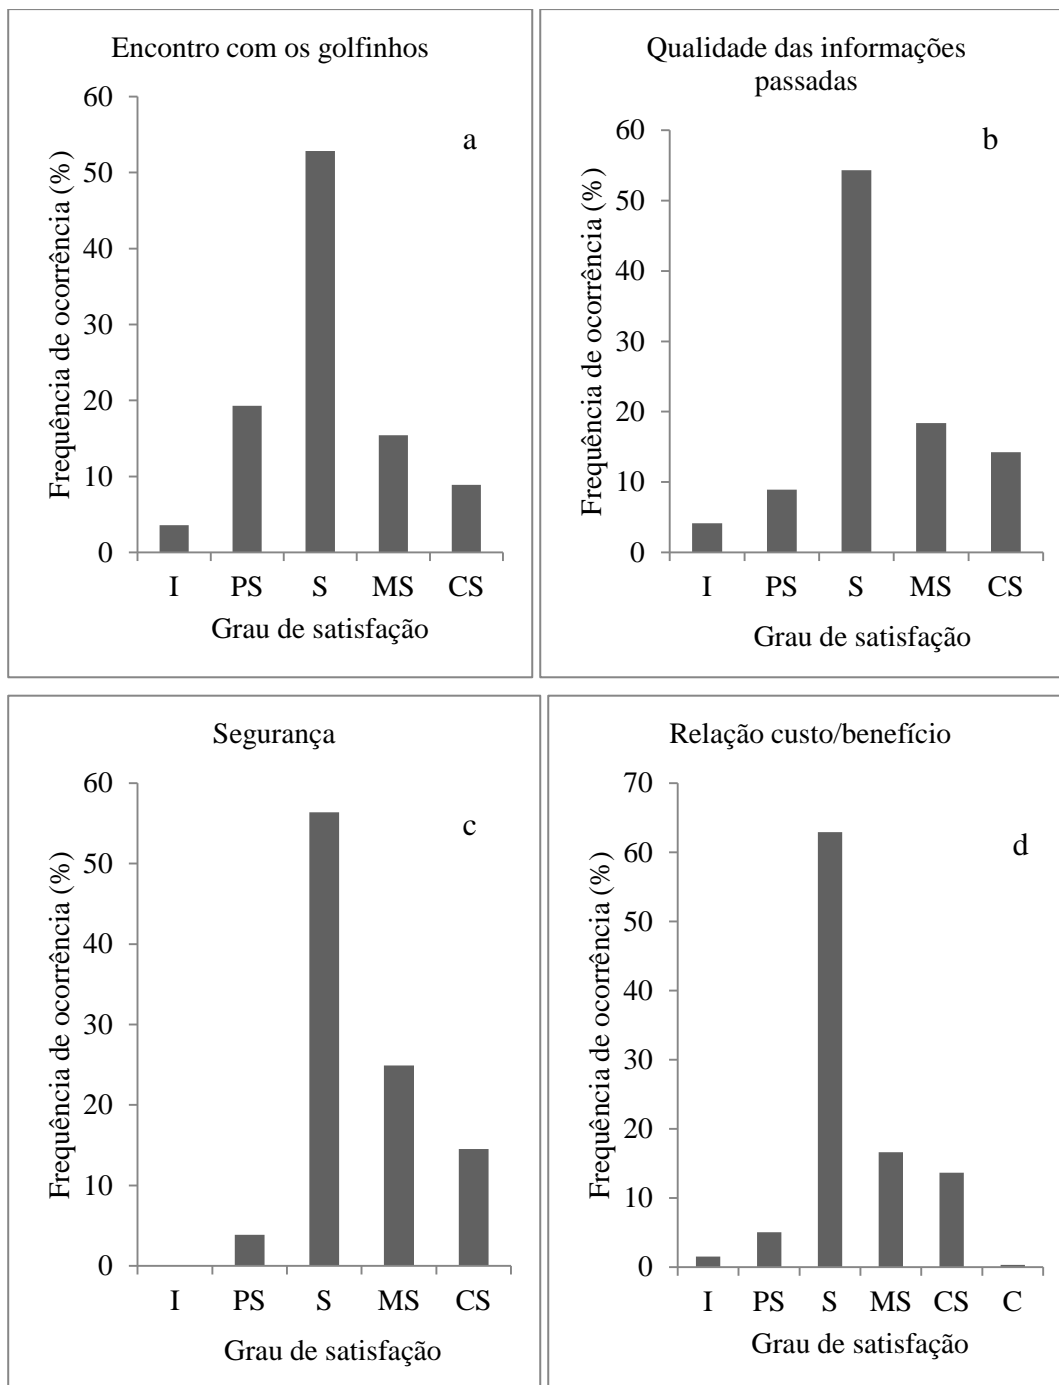 Encontro com os golfinhos
a
Frequência de ocorrência (%)
60
50
40
30
20
10
0
I PS S MS CS
Grau de satisfação
Qualidade das informações
passadas
b
Frequência de ocorrência (%)
60
50
40
30
20
10
0
I PS S MS CS
Grau de satisfação
Segurança
c
Frequência de ocorrência (%)
60
50
40
30
20
10
0
I PS S MS CS
Grau de satisfação
Relação custo/benefício
d
Frequência de ocorrência (%)
70
60
50
40
30
20
10
0
I PS S MS CS C
Grau de satisfação